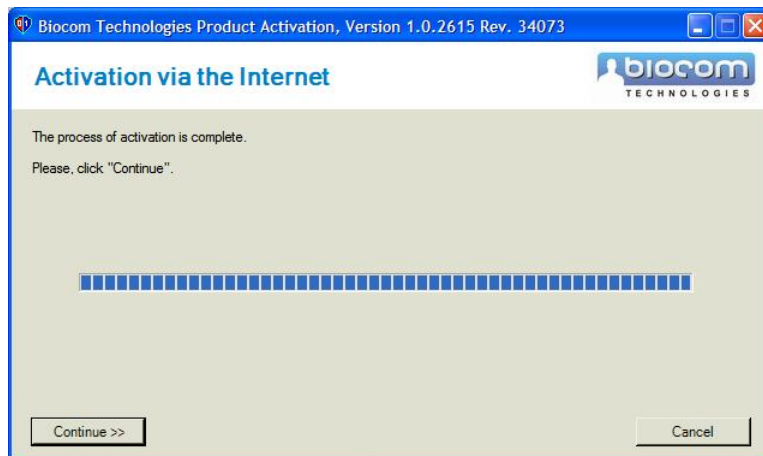 Biocom Technologies Product Activation, Version 1.0.2615 Rev. 34073
Activation via the Internet
biocom
TECHNOLOGIES
The process of activation is complete.
Please, click "Continue".
Continue >>
Cancel